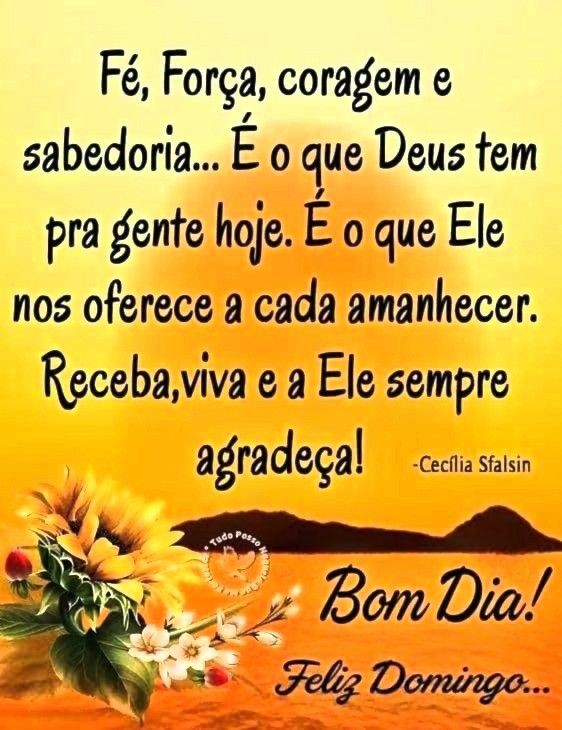 Fé, Força, coragem e
sabedoria... É o que Deus tem
pra gente hoje. É o que Ele
nos oferece a cada amanhecer.
Receba,viva e a Ele sempre
agradeça!
-Cecília Sfalsin
Tudo Posso
Bom Dia!
Feliz Domingo...